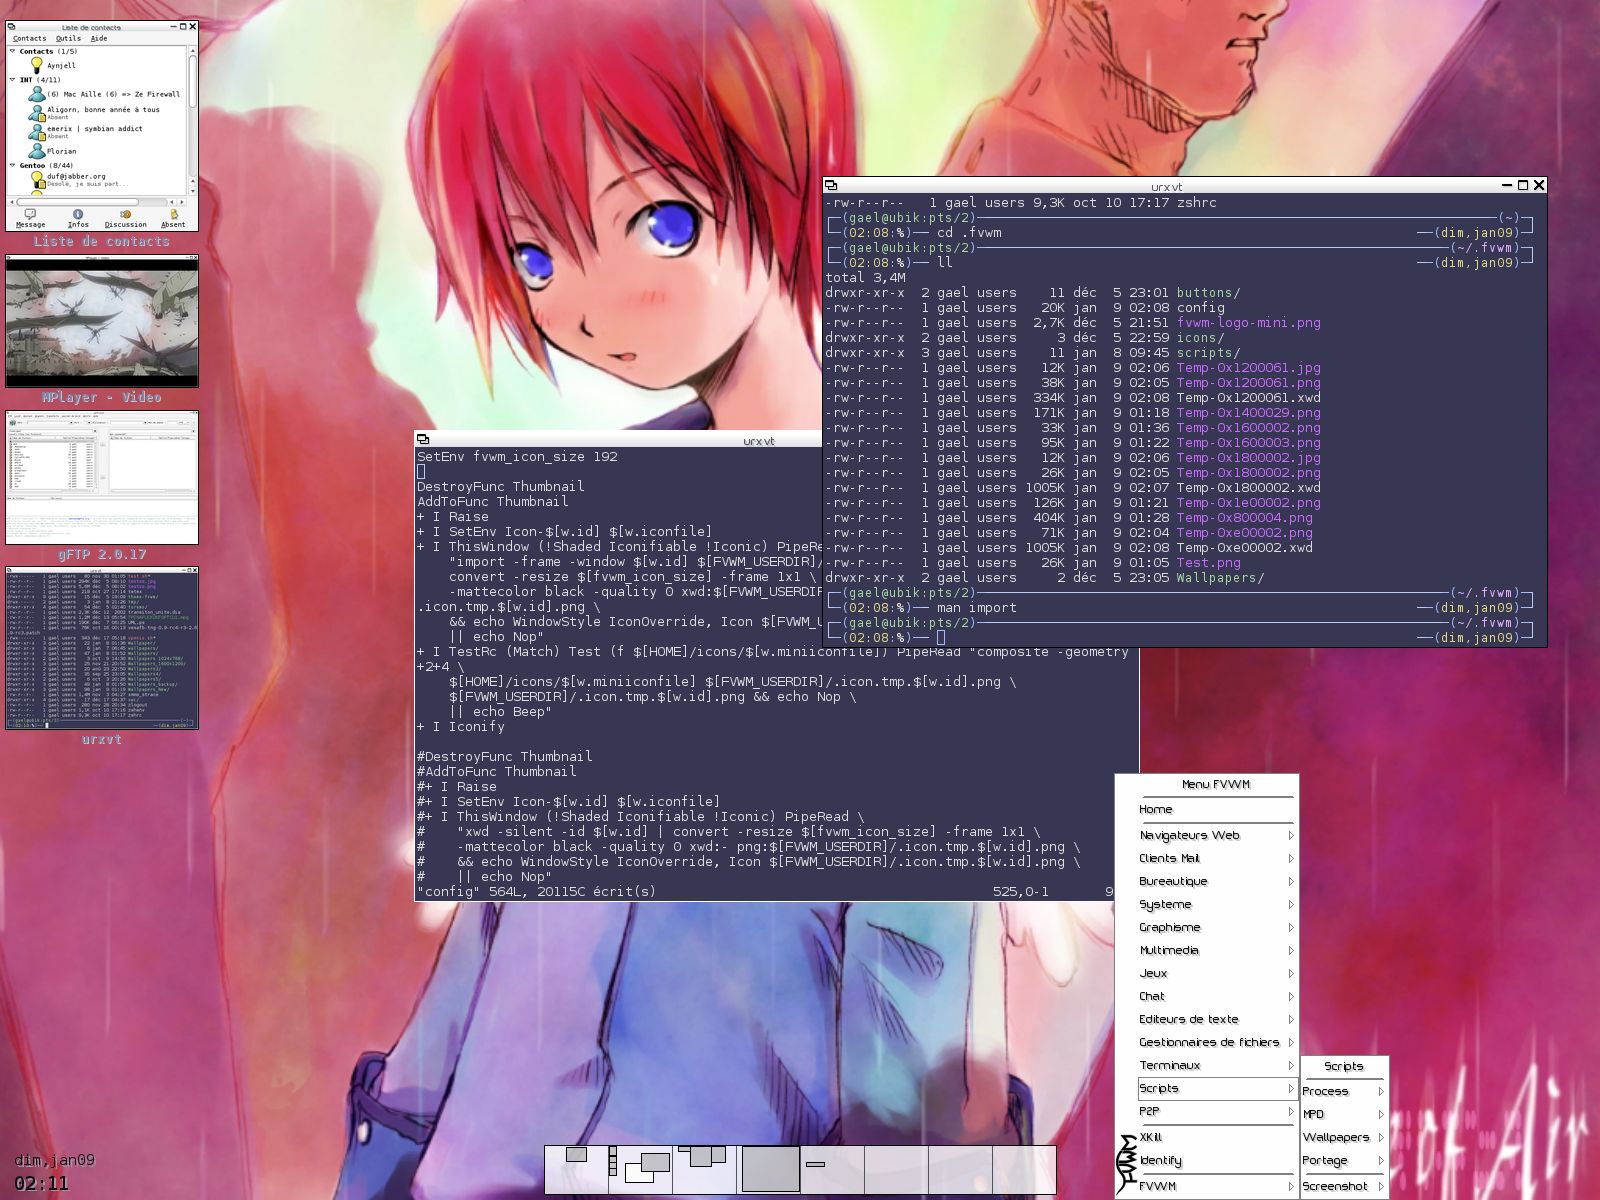 Liste de contacts
Contacts Outils Aide
Contacts (1/5)
Aynjell
INT (4/11)
(6) Mac Aille (6) => Ze Firewall
Aligorn, bonne année à tous
Absent
emerix | symbian addict
Absent
Florian
Gentoo (8/44)
duf@jabber.org
Désolé, je suis part...
Message Infos Discussion Absent
Liste de contacts
MPlayer - Video
gFTP 2.0.17
urxvt
urxvt
dim,jan09
02:11
urxvt
SetEnv fvwm_icon_size 192
DestroyFunc Thumbnail
AddToFunc Thumbnail
+ I Raise
+ I SetEnv Icon-$[w.id] $[w.iconfile]
+ I ThisWindow (!Shaded Iconifiable !Iconic) PipeRe
"import -frame -window $[w.id] $[FVWM_USERDIR]/
convert -resize $[fvwm_icon_size] -frame 1x1 \
-mattecolor black -quality 0 xwd:$[FVWM_USERDIR
.icon.tmp.$[w.id].png \
&& echo WindowStyle IconOverride, Icon $[FVWM_U
|| echo Nop"
+ I TestRc (Match) Test (f $[HOME]/icons/$[w.miniiconfile]) PipeRead "composite -geometry
+2+4 \
$[HOME]/icons/$[w.miniiconfile] $[FVWM_USERDIR]/.icon.tmp.$[w.id].png \
$[FVWM_USERDIR]/.icon.tmp.$[w.id].png && echo Nop \
|| echo Beep"
+ I Iconify
#DestroyFunc Thumbnail
#AddToFunc Thumbnail
#+ I Raise
#+ I SetEnv Icon-$[w.id] $[w.iconfile]
#+ I ThisWindow (!Shaded Iconifiable !Iconic) PipeRead \
# "xwd -silent -id $[w.id] | convert -resize $[fvwm_icon_size] -frame 1x1 \
# -mattecolor black -quality 0 xwd:- png:$[FVWM_USERDIR]/.icon.tmp.$[w.id].png \
# && echo WindowStyle IconOverride, Icon $[FVWM_USERDIR]/.icon.tmp.$[w.id].png \
# || echo Nop"
"config" 564L, 20115C écrit(s) 525,0-1 9
urxvt
-rw-r--r-- 1 gael users 9,3K oct 10 17:17 zshrc
(gael@ubik:pts/2) (~)
(02:08:%) cd .fvwm (dim,jan09)
(gael@ubik:pts/2) (~/.fvwm)
(02:08:%) ll (dim,jan09)
total 3,4M
drwxr-xr-x 2 gael users 11 déc 5 23:01 buttons/
-rw-r--r-- 1 gael users 20K jan 9 02:08 config
-rw-r--r-- 1 gael users 2,7K déc 5 21:51 fvwm-logo-mini.png
drwxr-xr-x 2 gael users 3 déc 5 22:59 icons/
drwxr-xr-x 3 gael users 11 jan 8 09:45 scripts/
-rw-r--r-- 1 gael users 12K jan 9 02:06 Temp-0x1200061.jpg
-rw-r--r-- 1 gael users 38K jan 9 02:05 Temp-0x1200061.png
-rw-r--r-- 1 gael users 334K jan 9 02:08 Temp-0x1200061.xwd
-rw-r--r-- 1 gael users 171K jan 9 01:18 Temp-0x1400029.png
-rw-r--r-- 1 gael users 33K jan 9 01:36 Temp-0x1600002.png
-rw-r--r-- 1 gael users 95K jan 9 01:22 Temp-0x1600003.png
-rw-r--r-- 1 gael users 12K jan 9 02:06 Temp-0x1800002.jpg
-rw-r--r-- 1 gael users 26K jan 9 02:05 Temp-0x1800002.png
-rw-r--r-- 1 gael users 1005K jan 9 02:07 Temp-0x1800002.xwd
-rw-r--r-- 1 gael users 126K jan 9 01:21 Temp-0x1e00002.png
-rw-r--r-- 1 gael users 404K jan 9 01:28 Temp-0x800004.png
-rw-r--r-- 1 gael users 71K jan 9 02:04 Temp-0xe00002.png
-rw-r--r-- 1 gael users 1005K jan 9 02:08 Temp-0xe00002.xwd
-rw-r--r-- 1 gael users 26K jan 9 01:05 Test.png
drwxr-xr-x 2 gael users 2 déc 5 23:05 Wallpapers/
(gael@ubik:pts/2) (~/.fvwm)
(02:08:%) man import (dim,jan09)
(gael@ubik:pts/2) (~/.fvwm)
(02:08:%) (dim,jan09)
Menu FVWM
Home
Navigateurs Web
Clients Mail
Bureautique
Systeme
Graphisme
Multimedia
Jeux
Chat
Editeurs de texte
Gestionnaires de fichiers
Terminaux
Scripts
P2P
XKill
Identify
FVWM
FVWM
Scripts
Process
MPD
Wallpapers
Portage
Screenshot
of Air